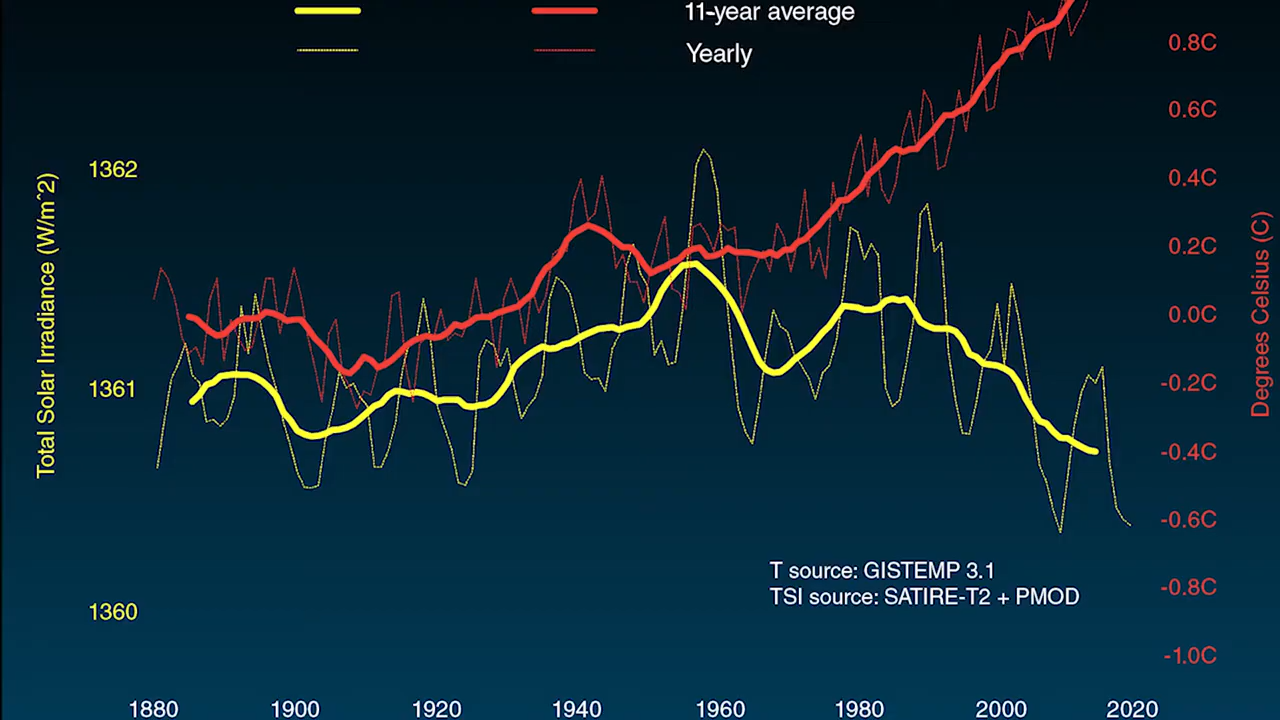 11-year average
Yearly
Total Solar Irradiance (W/m^2)
1362
1361
1360
0.8C
0.6C
0.4C
0.2C
0.0C
-0.2C
-0.4C
-0.6C
-0.8C
-1.0C
Degrees Celsius (C)
T source: GISTEMP 3.1
TSI source: SATIRE-T2 + PMOD
1880
1900
1920
1940
1960
1980
2000
2020